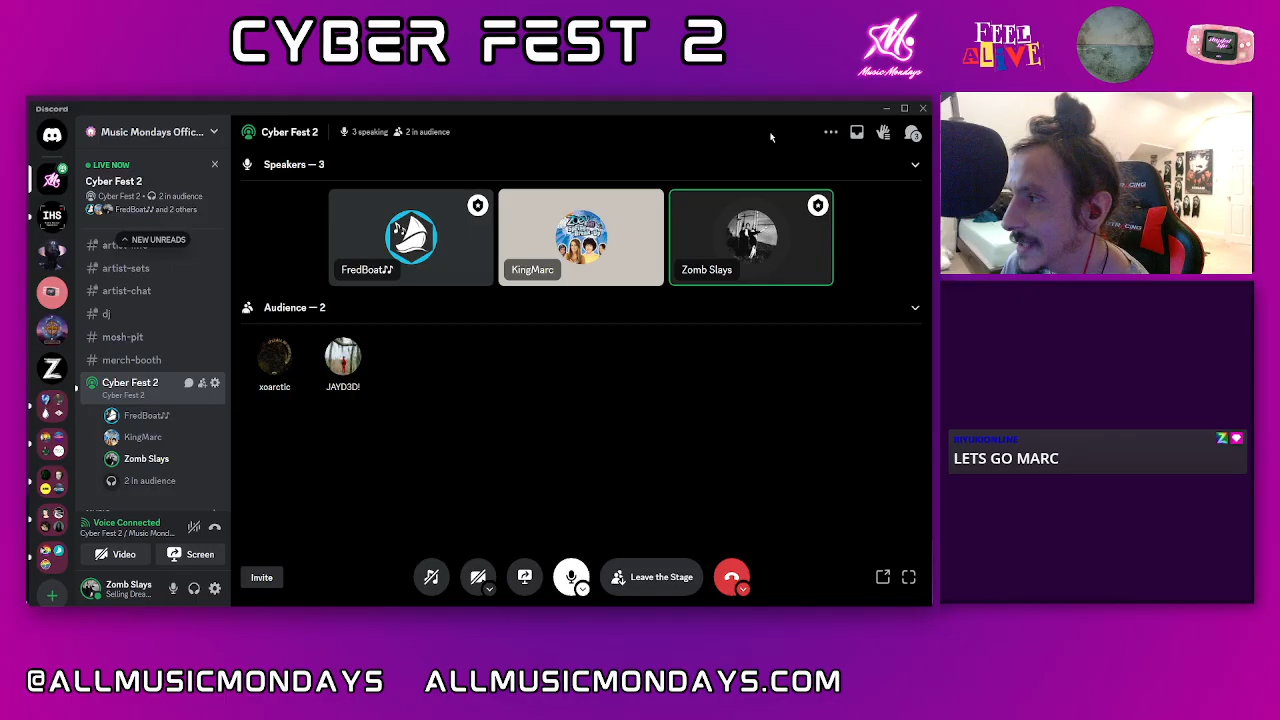 CYBER FEST 2
Music Mondays
FEEL
ALIVE
Discord
Music Mondays Offic...
LIVE NOW
Cyber Fest 2
Cyber Fest 2 • 2 in audience
FredBoat♪♪ and 2 others
NEW UNREADS
# artist-sets
# artist-chat
# dj
# mosh-pit
# merch-booth
Cyber Fest 2
Cyber Fest 2
FredBoat♪♪
KingMarc
Zomb Slays
2 in audience
Voice Connected
Cyber Fest 2 / Music Mond...
Video
Screen
Zomb Slays
Selling Drea...
IHS
Z
Cyber Fest 2
3 speaking
2 in audience
3
Speakers — 3
FredBoat♪♪
KingMarc
Zomb Slays
Audience — 2
xoarctic
JAYD3D!
Invite
Leave the Stage
RACING
LETS GO MARC
@ALLMUSICMONDAYS
ALLMUSICMONDAYS.COM